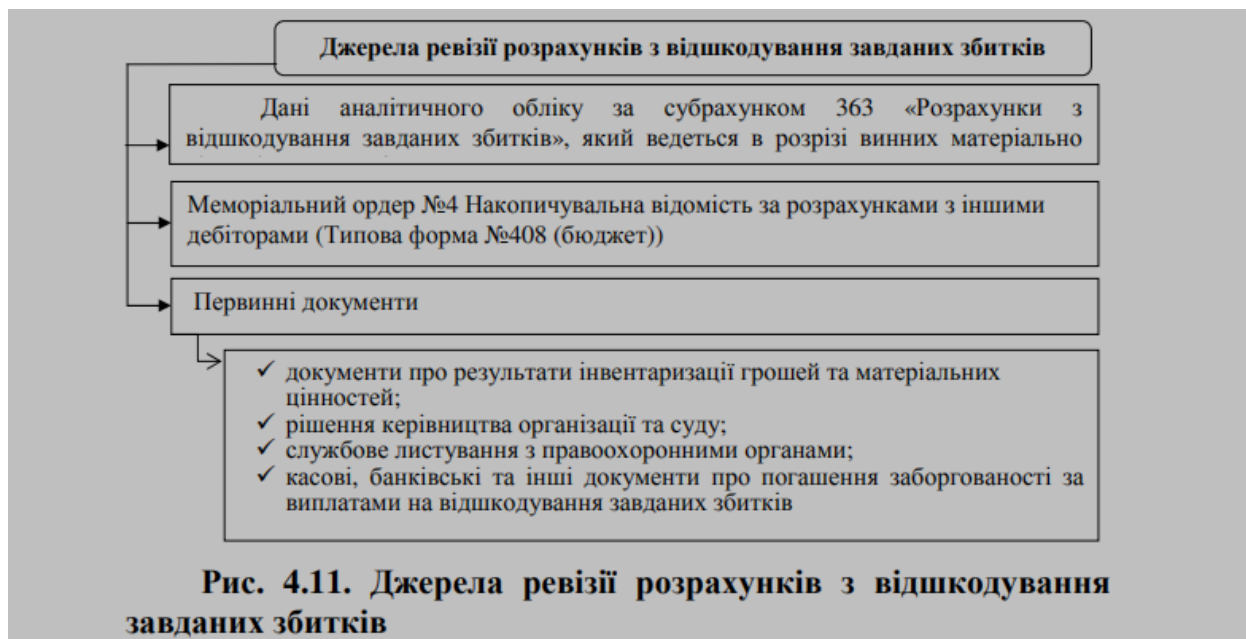 Джерела ревізії розрахунків з відшкодування завданих збитків
Дані аналітичного обліку за субрахунком 363 «Розрахунки з
відшкодування завданих збитків», який ведеться в розрізі винних матеріально
Меморіальний ордер №4 Накопичувальна відомість за розрахунками з іншими
дебіторами (Типова форма №408 (бюджет))
Первинні документи
✓ документи про результати інвентаризації грошей та матеріальних
цінностей;
✓ рішення керівництва організації та суду;
✓ службове листування з правоохоронними органами;
✓ касові, банківські та інші документи про погашення заборгованості за
виплатами на відшкодування завданих збитків
Рис. 4.11. Джерела ревізії розрахунків з відшкодування
завданих збитків